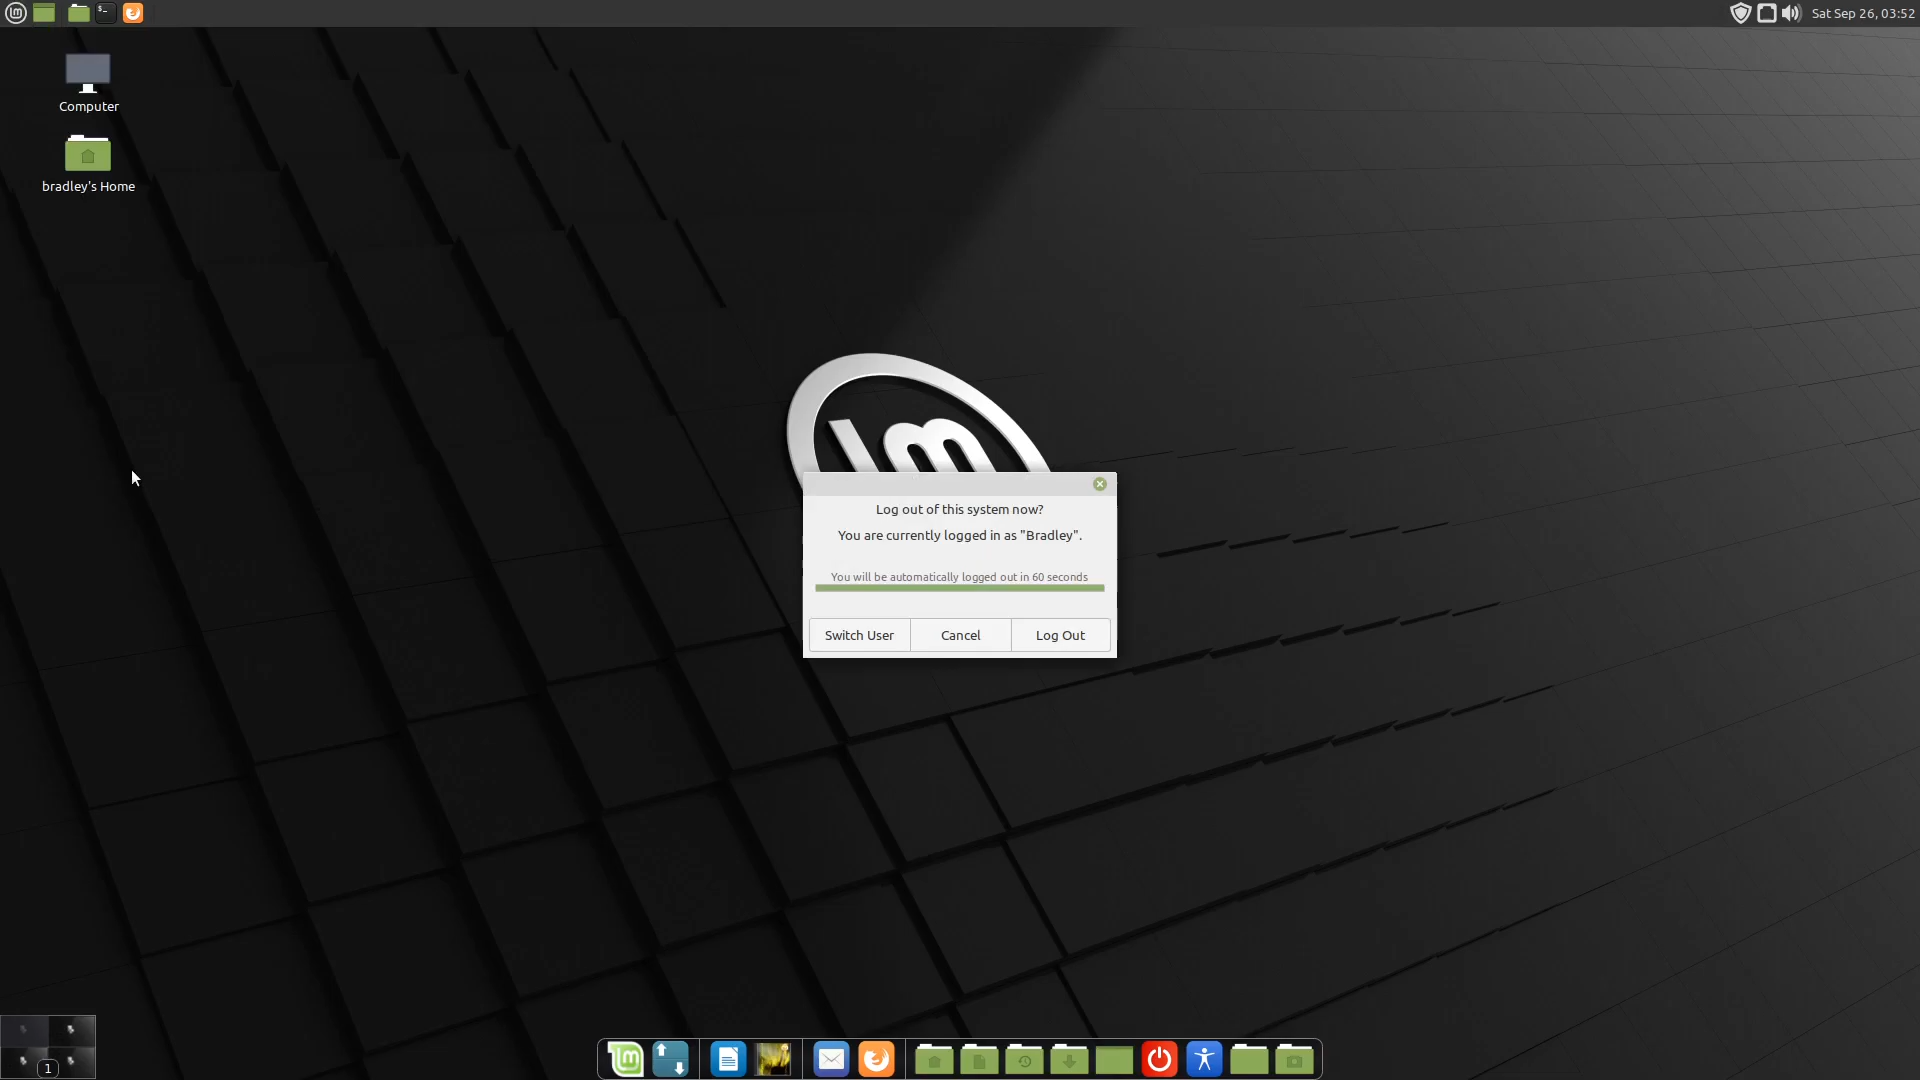 Sat Sep 26, 03:52
Computer
bradley's Home
lm
Log out of this system now?
You are currently logged in as "Bradley".
You will be automatically logged out in 60 seconds
Switch User
Cancel
Log Out
1